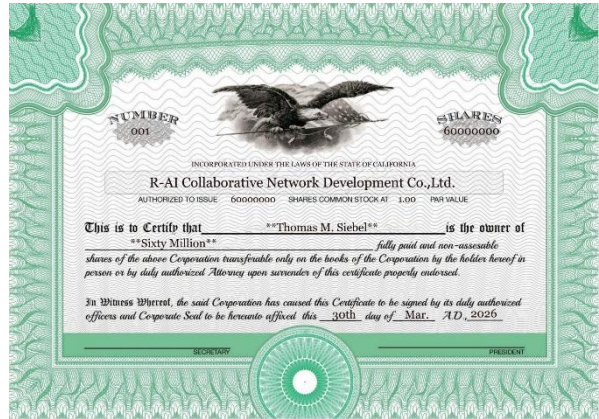 NUMBER
001
SHARES
60000000
INCORPORATED UNDER THE LAWS OF THE STATE OF CALIFORNIA
R-AI Collaborative Network Development Co.,Ltd.
AUTHORIZED TO ISSUE 60000000 SHARES COMMON STOCK AT 1.00 PAR VALUE
This is to Certify that **Thomas M. Siebel** is the owner of
**Sixty Million** fully paid and non-assesable
shares of the above Corporation transferable only on the books of the Corporation by the holder hereof in
person or by duly authorized Attorney upon surrender of this certificate properly endorsed.
In Witness Whereof, the said Corporation has caused this Certificate to be signed by its duly authorized
officers and Corporate Seal to be hereunto affixed this 30th day of Mar. A.D., 2026
SECRETARY
PRESIDENT